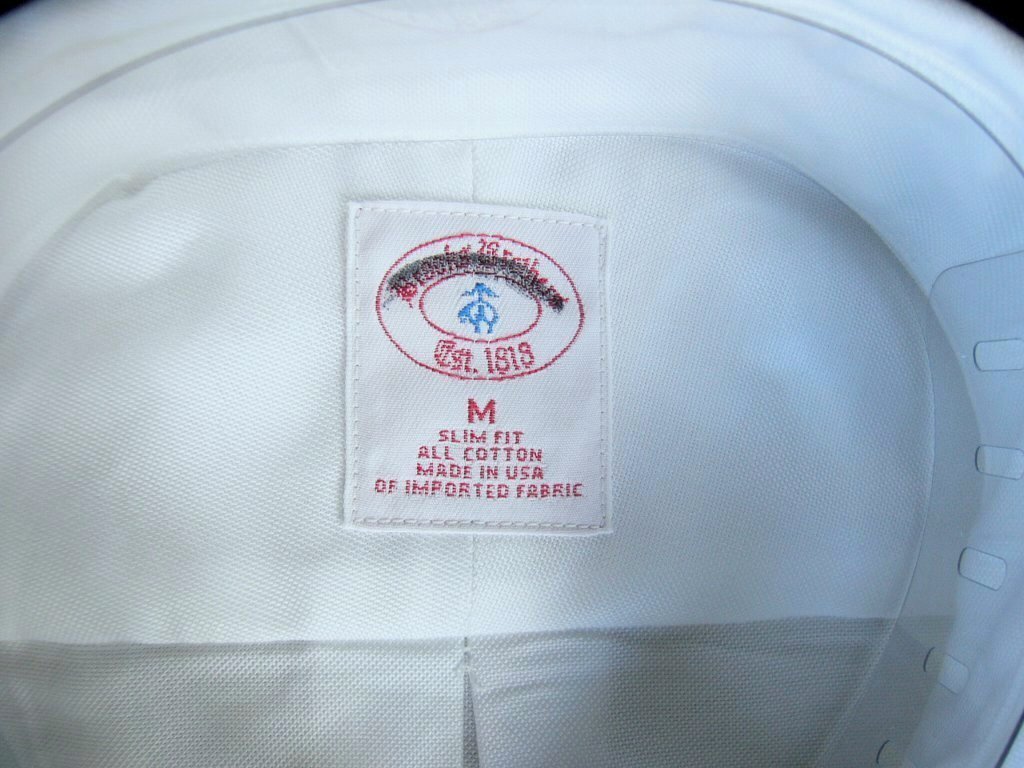 Est. 1818
M
SLIM FIT
ALL COTTON
MADE IN USA
OF IMPORTED FABRIC